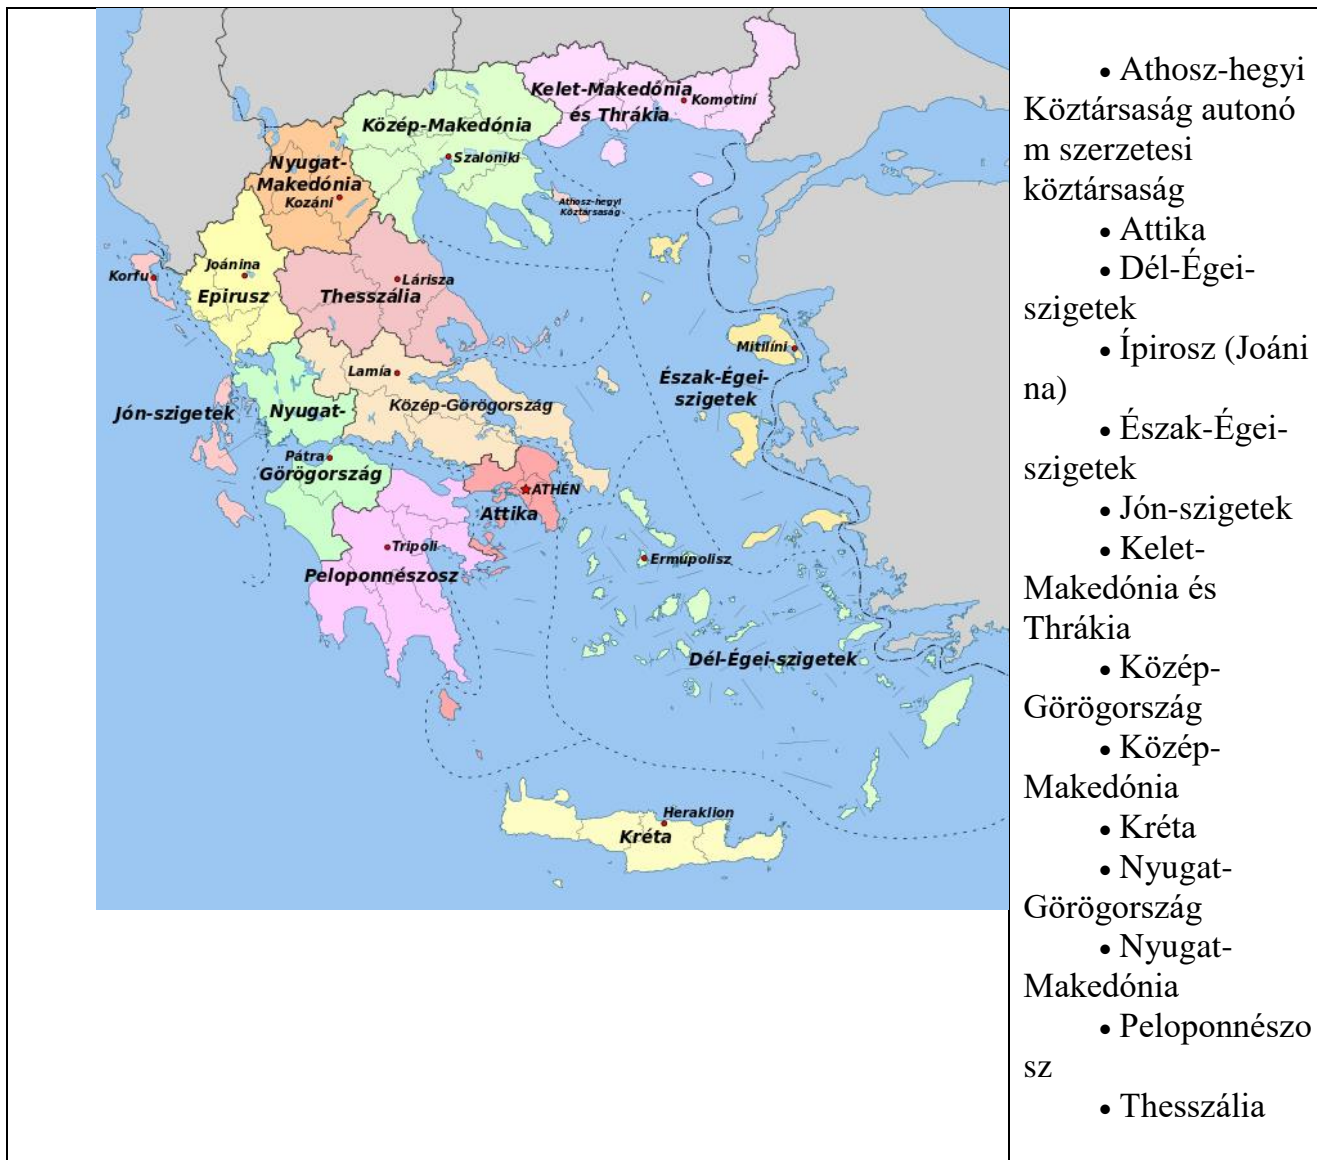 Kelet-Makedónia
és Thrákia
Komotiní
Közép-Makedónia
Szaloniki
Nyugat-
Makedónia
Kozáni
Athosz-hegyi
Köztársaság
Korfu
Joánina
Epirusz
Lárisza
Thesszália
Mitilíni
Lamía
Észak-Égei-
szigetek
Jón-szigetek
Nyugat-
Közép-Görögország
Pátra
Görögország
ATHÉN
Attika
Tripoli
Ermúpolisz
Peloponnészosz
Dél-Égei-szigetek
Heraklion
Kréta
• Athosz-hegyi
Köztársaság autonó
m szerzetesi
köztársaság
• Attika
• Dél-Égei-
szigetek
• Ípirosz (Joáni
na)
• Észak-Égei-
szigetek
• Jón-szigetek
• Kelet-
Makedónia és
Thrákia
• Közép-
Görögország
• Közép-
Makedónia
• Kréta
• Nyugat-
Görögország
• Nyugat-
Makedónia
• Peloponnészo
sz
• Thesszália